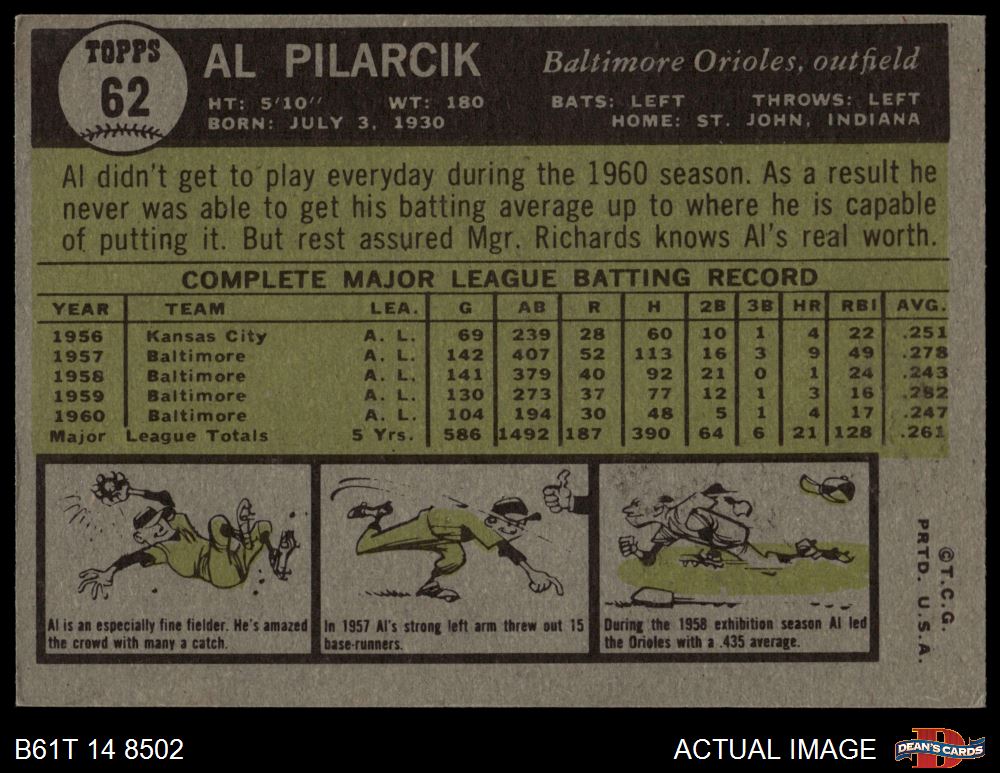 TOPPS
62
AL PILARCIK
Baltimore Orioles, outfield
HT: 5'10" WT: 180 BATS: LEFT THROWS: LEFT
BORN: JULY 3, 1930 HOME: ST. JOHN, INDIANA
Al didn't get to play everyday during the 1960 season. As a result he
never was able to get his batting average up to where he is capable
of putting it. But rest assured Mgr. Richards knows Al's real worth.
COMPLETE MAJOR LEAGUE BATTING RECORD
YEAR TEAM LEA. G AB R H 2B 3B HR RBI AVG.
1956 Kansas City A. L. 69 239 28 60 10 1 4 22 .251
1957 Baltimore A. L. 142 407 52 113 16 3 9 49 .278
1958 Baltimore A. L. 141 379 40 92 21 0 1 24 .243
1959 Baltimore A. L. 130 273 37 77 12 1 3 16 .282
1960 Baltimore A. L. 104 194 30 48 5 1 4 17 .247
Major League Totals 5 Yrs. 586 1492 187 390 64 6 21 128 .261
Al is an especially fine fielder. He's amazed
the crowd with many a catch.
In 1957 Al's strong left arm threw out 15
base-runners.
During the 1958 exhibition season Al led
the Orioles with a .435 average.
©T.C.G.
PRTD. U.S.A.
B61T 14 8502
ACTUAL IMAGE
D
DEAN'S CARDS